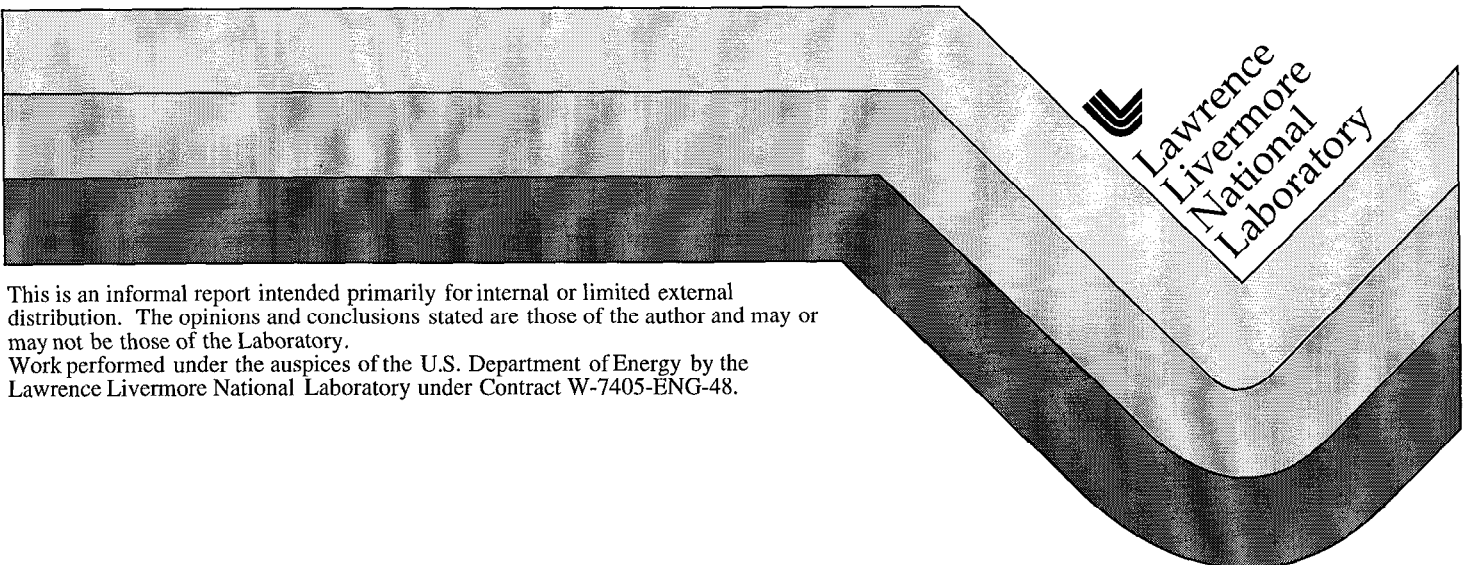 Lawrence
Livermore
National
Laboratory
This is an informal report intended primarily for internal or limited external
distribution. The opinions and conclusions stated are those of the author and may or
may not be those of the Laboratory.
Work performed under the auspices of the U.S. Department of Energy by the
Lawrence Livermore National Laboratory under Contract W-7405-ENG-48.